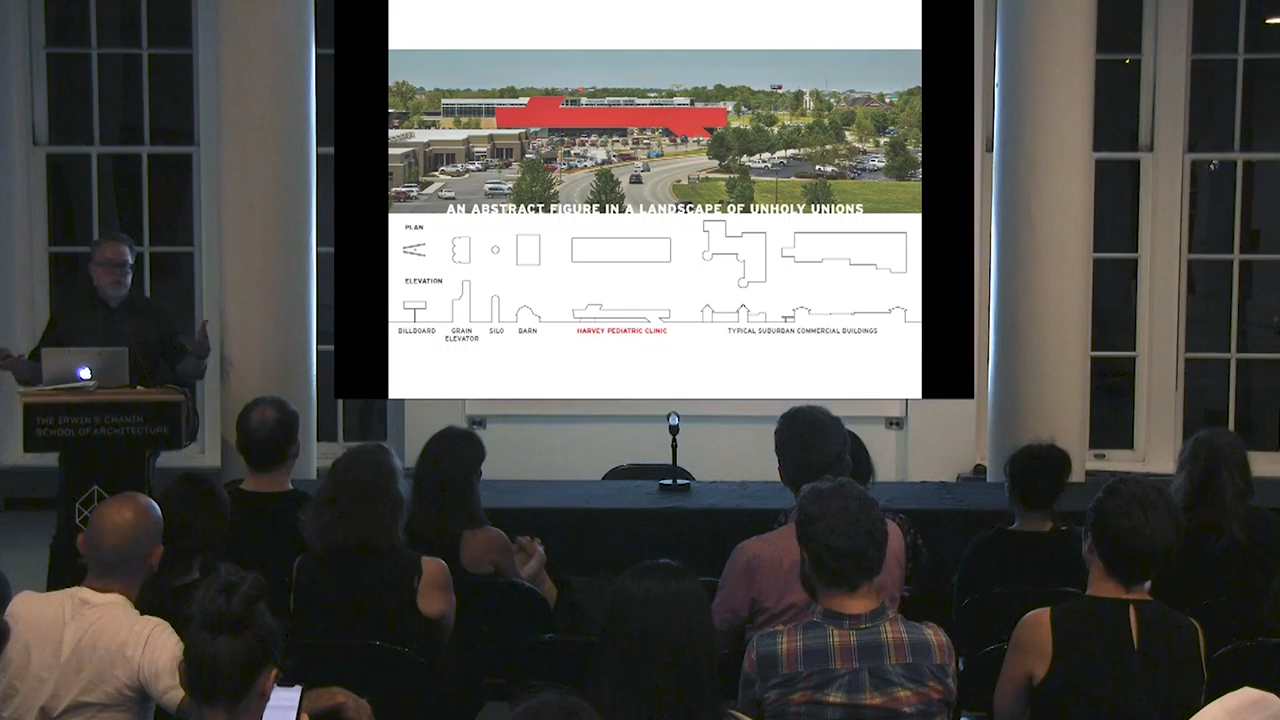 AN ABSTRACT FIGURE IN A LANDSCAPE OF UNHOLY UNIONS
PLAN
ELEVATION
BILLBOARD
GRAIN
ELEVATOR
SILO
BARN
HARVEY PEDIATRIC CLINIC
TYPICAL SUBURBAN COMMERCIAL BUILDINGS
THE IRWIN S. CHANIN
SCHOOL OF ARCHITECTURE